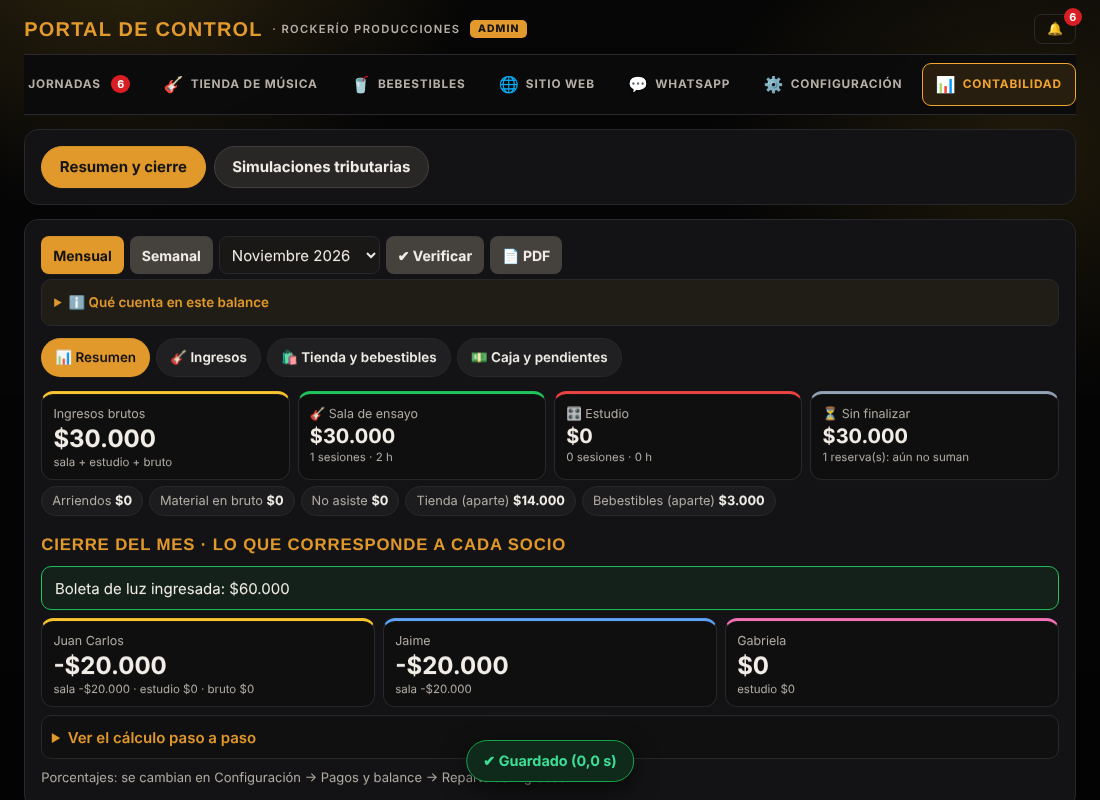 PORTAL DE CONTROL · ROCKERÍO PRODUCCIONES ADMIN 🔔 6
JORNADAS 6 🎸 TIENDA DE MÚSICA 🥤 BEBESTIBLES 🌐 SITIO WEB 💬 WHATSAPP ⚙️ CONFIGURACIÓN 📊 CONTABILIDAD
Resumen y cierre Simulaciones tributarias
Mensual Semanal Noviembre 2026 ✔ Verificar 📄 PDF
▶ ℹ️ Qué cuenta en este balance
📊 Resumen 🎸 Ingresos 🛍️ Tienda y bebestibles 💵 Caja y pendientes
Ingresos brutos
$30.000
sala + estudio + bruto
🎸 Sala de ensayo
$30.000
1 sesiones · 2 h
🎛️ Estudio
$0
0 sesiones · 0 h
⏳ Sin finalizar
$30.000
1 reserva(s): aún no suman
Arriendos $0 Material en bruto $0 No asiste $0 Tienda (aparte) $14.000 Bebestibles (aparte) $3.000
CIERRE DEL MES · LO QUE CORRESPONDE A CADA SOCIO
Boleta de luz ingresada: $60.000
Juan Carlos
-$20.000
sala -$20.000 · estudio $0 · bruto $0
Jaime
-$20.000
sala -$20.000
Gabriela
$0
estudio $0
▶ Ver el cálculo paso a paso
✔ Guardado (0,0 s)
Porcentajes: se cambian en Configuración → Pagos y balance →